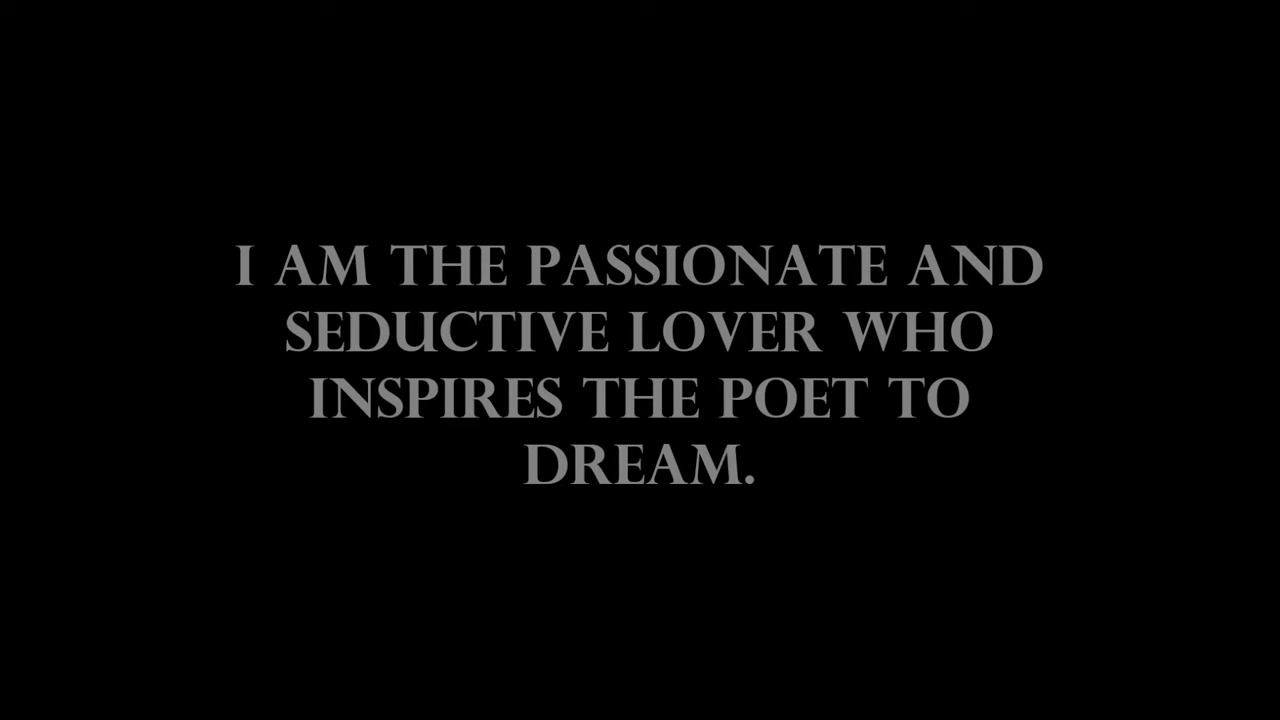 I AM THE PASSIONATE AND
SEDUCTIVE LOVER WHO
INSPIRES THE POET TO
DREAM.